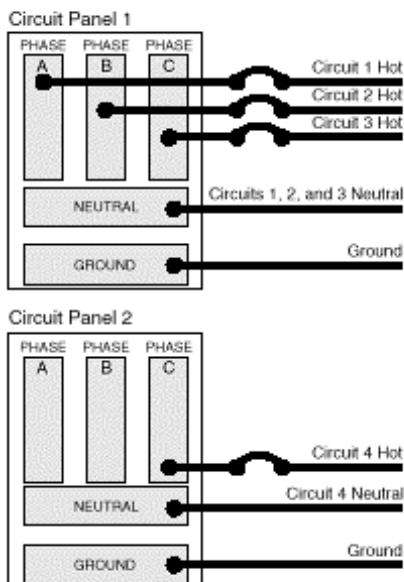 Circuit Panel 1
PHASE PHASE PHASE
A B C
Circuit 1 Hot
Circuit 2 Hot
Circuit 3 Hot
NEUTRAL
Circuits 1, 2, and 3 Neutral
GROUND
Ground
Circuit Panel 2
PHASE PHASE PHASE
A B C
Circuit 4 Hot
NEUTRAL
Circuit 4 Neutral
GROUND
Ground